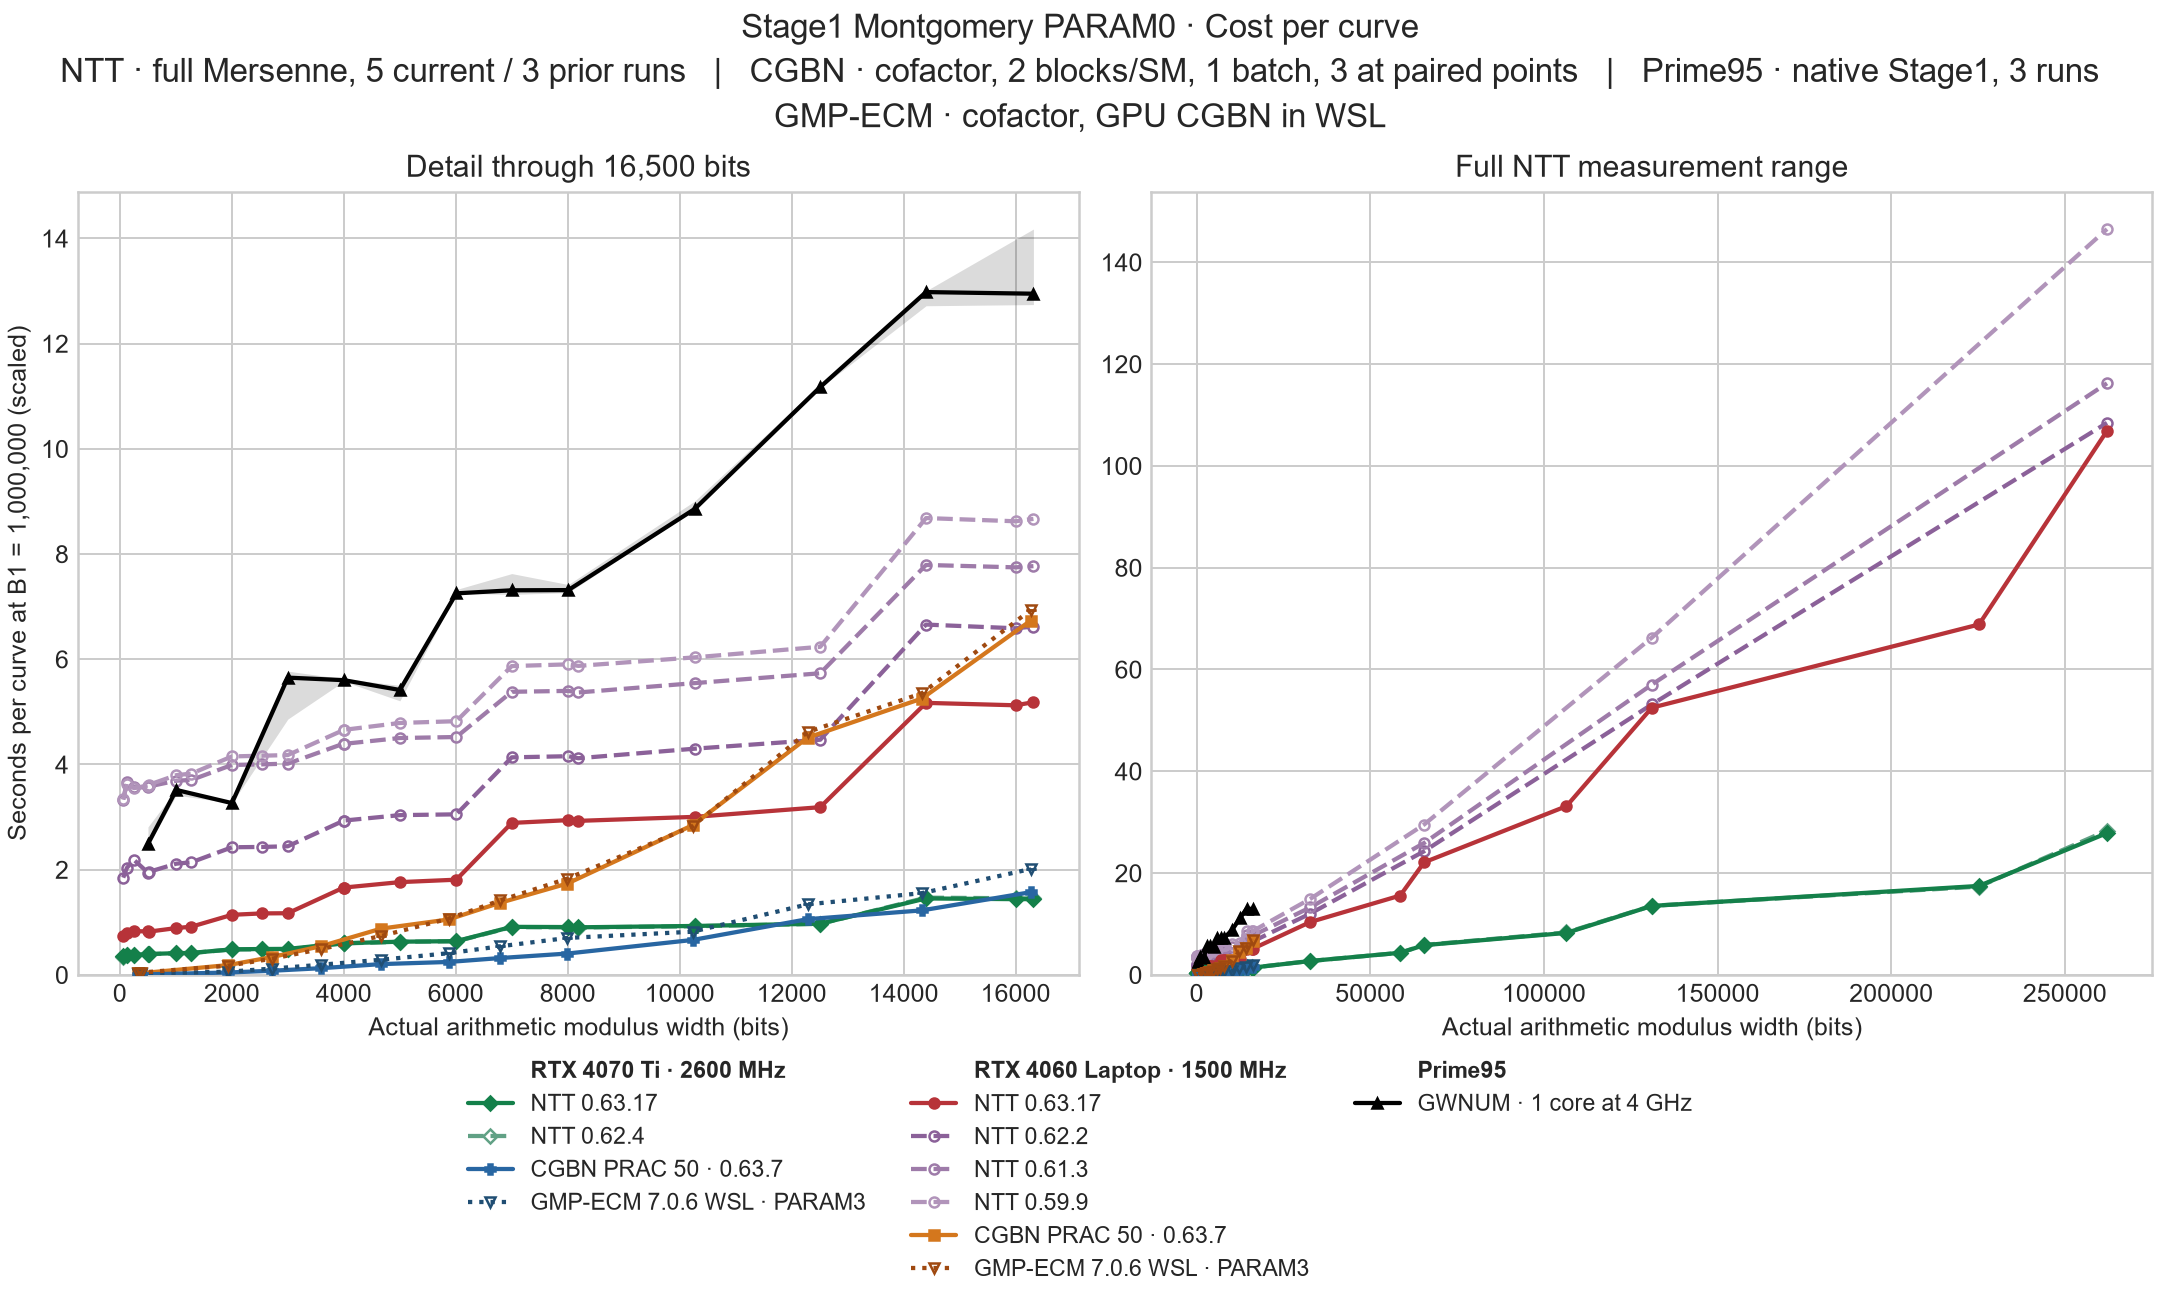 Stage1 Montgomery PARAM0 · Cost per curve
NTT · full Mersenne, 5 current / 3 prior runs | CGBN · cofactor, 2 blocks/SM, 1 batch, 3 at paired points | Prime95 · native Stage1, 3 runs
GMP-ECM · cofactor, GPU CGBN in WSL
Detail through 16,500 bits
Seconds per curve at B1 = 1,000,000 (scaled)
14
12
10
8
6
4
2
0
0 2000 4000 6000 8000 10000 12000 14000 16000
Actual arithmetic modulus width (bits)
Full NTT measurement range
140
120
100
80
60
40
20
0
0 50000 100000 150000 200000 250000
Actual arithmetic modulus width (bits)
RTX 4070 Ti · 2600 MHz
NTT 0.63.17
NTT 0.62.4
CGBN PRAC 50 · 0.63.7
GMP-ECM 7.0.6 WSL · PARAM3
RTX 4060 Laptop · 1500 MHz
NTT 0.63.17
NTT 0.62.2
NTT 0.61.3
NTT 0.59.9
CGBN PRAC 50 · 0.63.7
GMP-ECM 7.0.6 WSL · PARAM3
Prime95
GWNUM · 1 core at 4 GHz